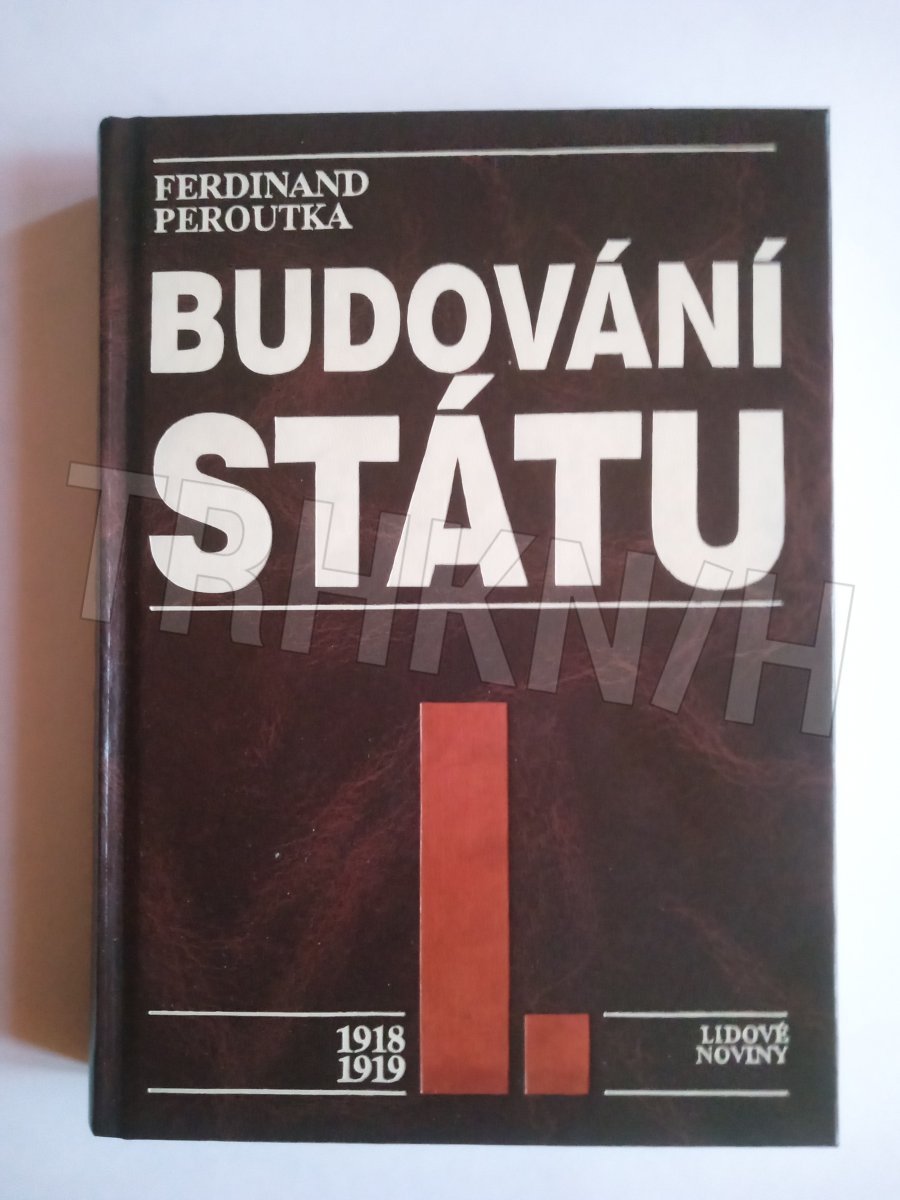 FERDINAND
PEROUTKA
BUDOVÁNÍ
STÁTU
TRHKNIH
I.
1918
1919
LIDOVÉ
NOVINY